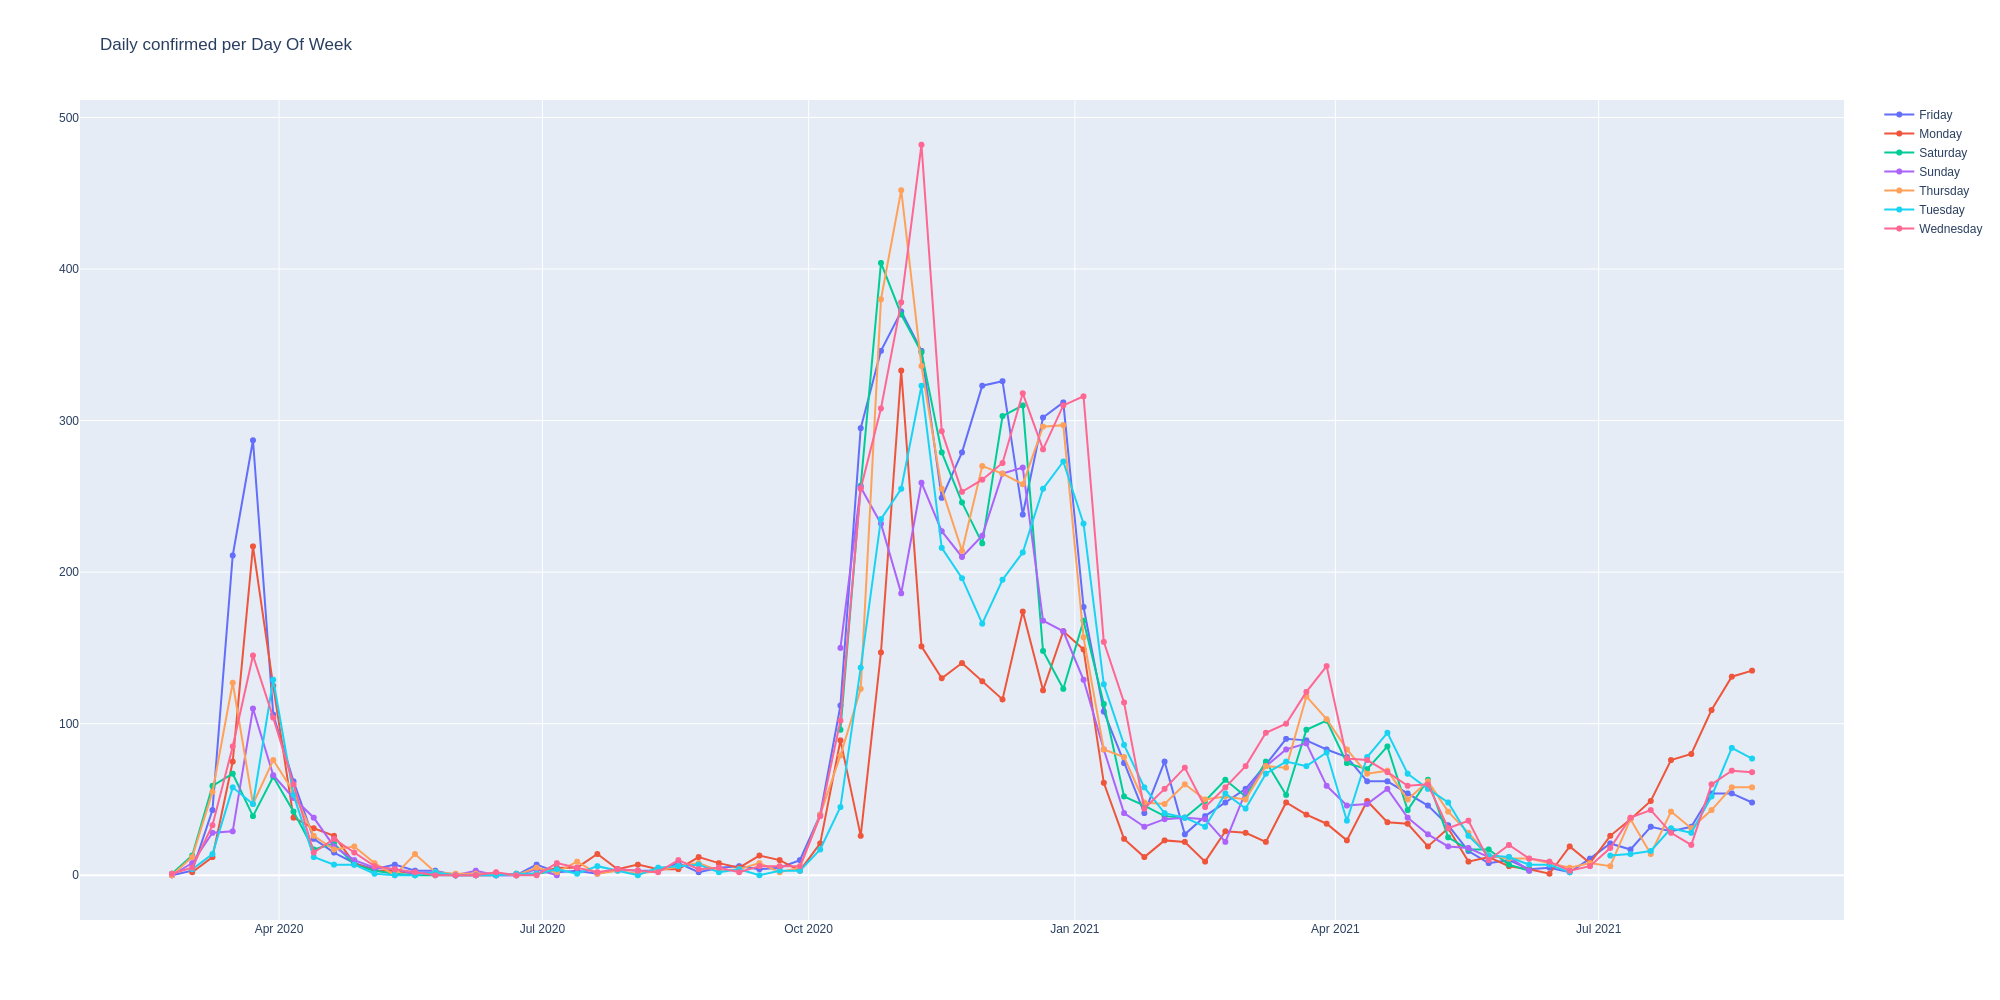 Daily confirmed per Day Of Week
500
400
300
200
100
0
Apr 2020
Jul 2020
Oct 2020
Jan 2021
Apr 2021
Jul 2021
Friday
Monday
Saturday
Sunday
Thursday
Tuesday
Wednesday